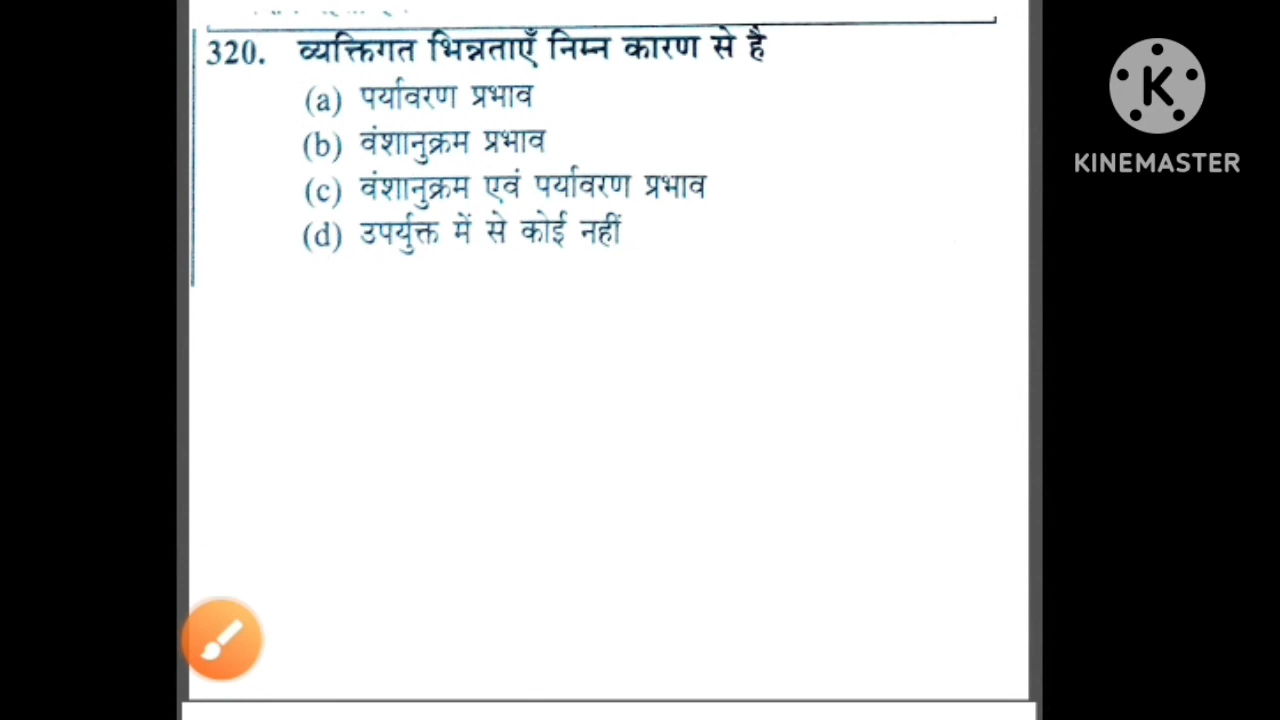 320. व्यक्तिगत भिन्नताएँ निम्न कारण से है
(a) पर्यावरण प्रभाव
(b) वंशानुक्रम प्रभाव
(c) वंशानुक्रम एवं पर्यावरण प्रभाव
(d) उपर्युक्त में से कोई नहीं
K
KINEMASTER